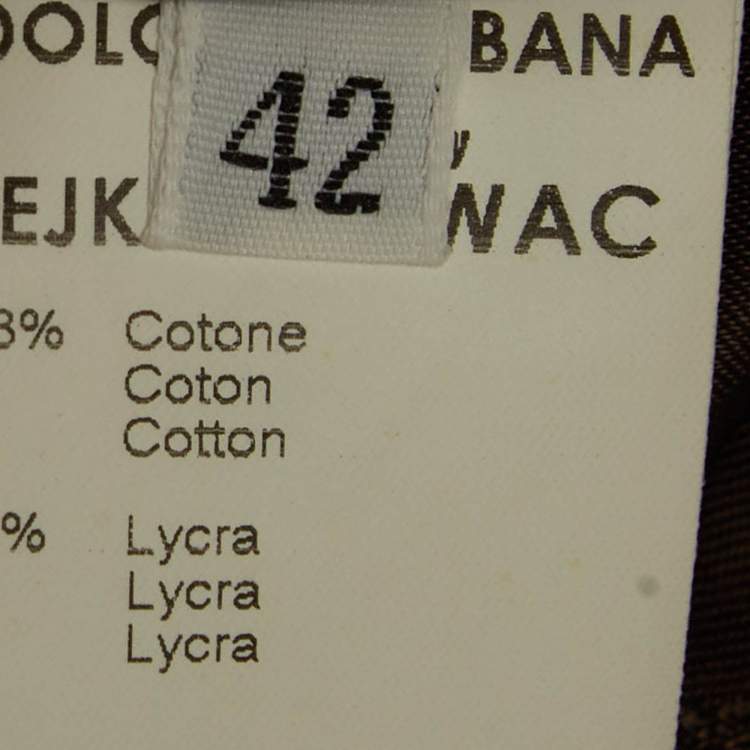 DOLC BANA
42
EJK WAC
3% Cotone
Coton
Cotton
% Lycra
Lycra
Lycra